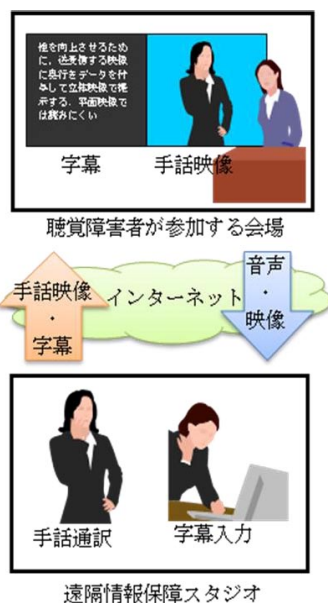 性を向上させるため
に、送受信する映像
に奥行をデータを付
加して立体映像で提
示する。平面映像で
は読みにくい
字幕
手話映像
聴覚障害者が参加する会場
手話映像
・
字幕
インターネット
音声
・
映像
手話通訳
字幕入力
遠隔情報保障スタジオ